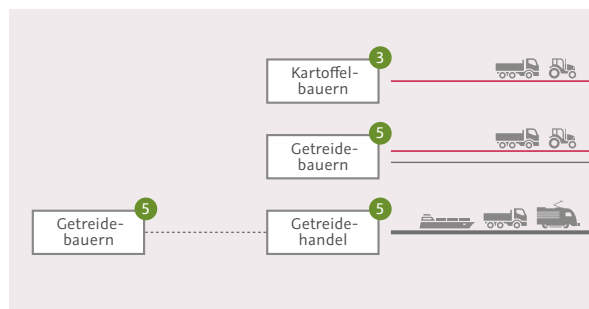 3
Kartoffel-
bauern
5
Getreide-
bauern
5
Getreide-
bauern
5
Getreide-
handel